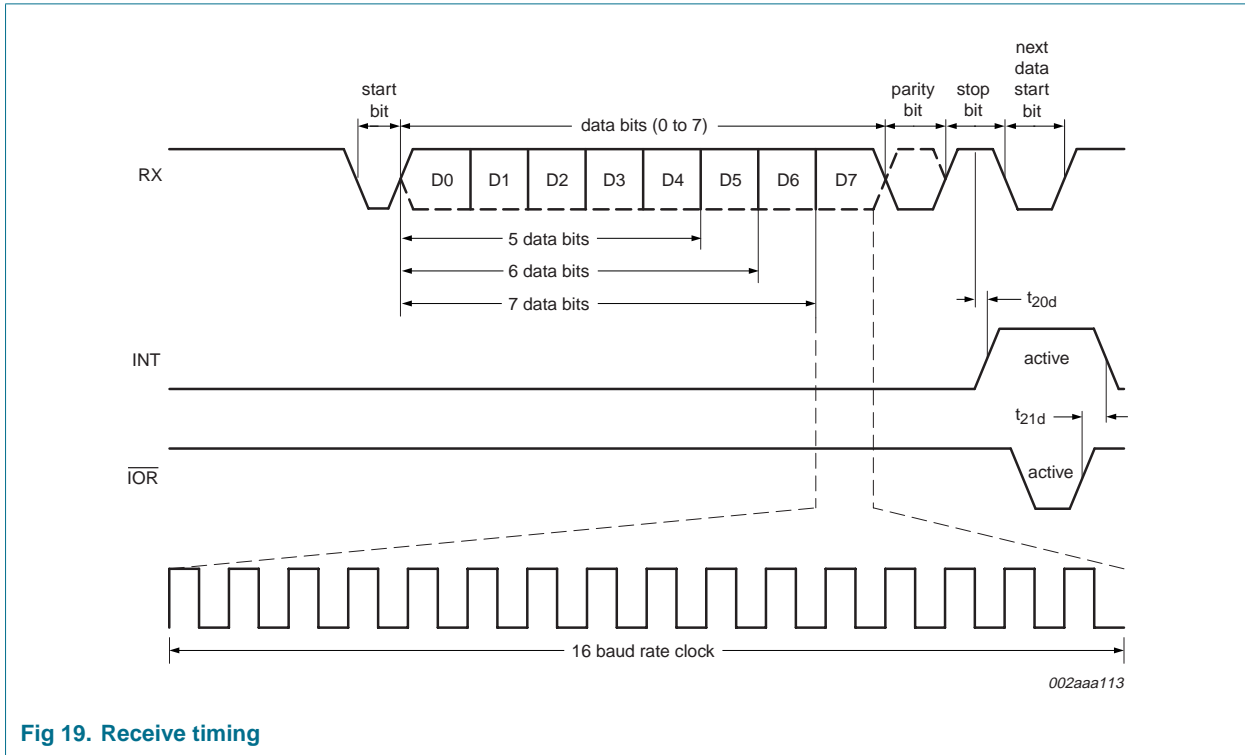 next
data
start
bit
start
bit
parity
bit
stop
bit
data bits (0 to 7)
RX
D0 D1 D2 D3 D4 D5 D6 D7
5 data bits
6 data bits
7 data bits
t20d
INT
active
t21d
IOR
active
16 baud rate clock
002aaa113
Fig 19. Receive timing